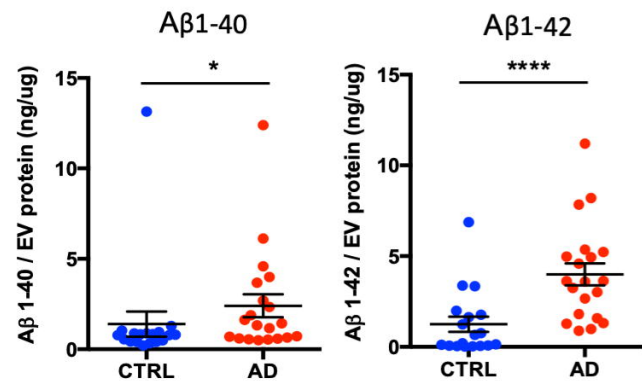 Aβ1-40
Aβ 1-40 / EV protein (ng/ug)
15
10
5
0
*
CTRL
AD
Aβ1-42
Aβ 1-42 / EV protein (ng/ug)
15
10
5
0
****
CTRL
AD